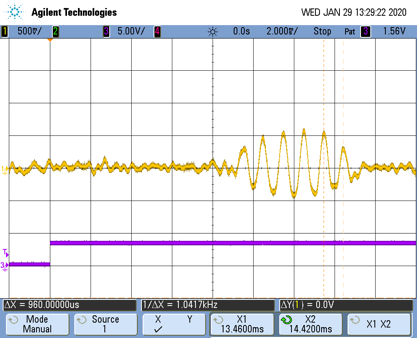 Agilent Technologies
WED JAN 29 13:29:22 2020
1 500mV/ 2 3 5.00V/ 4 0.0s 2.000ms/ Stop Pat 3 1.56V
1
T
3
ΔX = 960.00000us 1/ΔX = 1.0417kHz ΔY(1) = 0.0V
Mode Source X Y X1 X2 X1 X2
Manual 1 ✓ 13.4600ms 14.4200ms